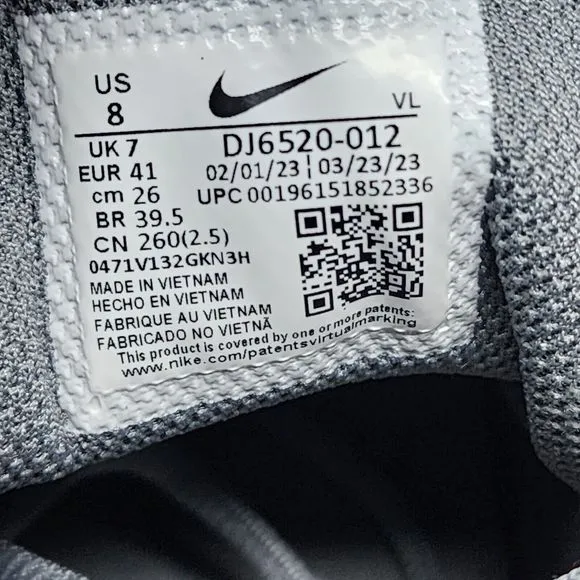 US
8
VL
UK 7
DJ6520-012
EUR 41
02/01/23 | 03/23/23
cm 26
UPC 00196151852336
BR 39.5
CN 260(2.5)
0471V132GKN3H
MADE IN VIETNAM
HECHO EN VIETNAM
FABRIQUE AU VIETNAM
FABRICADO NO VIETNÃ
This product is covered by one or more patents:
www.nike.com/patentsvirtualmarking